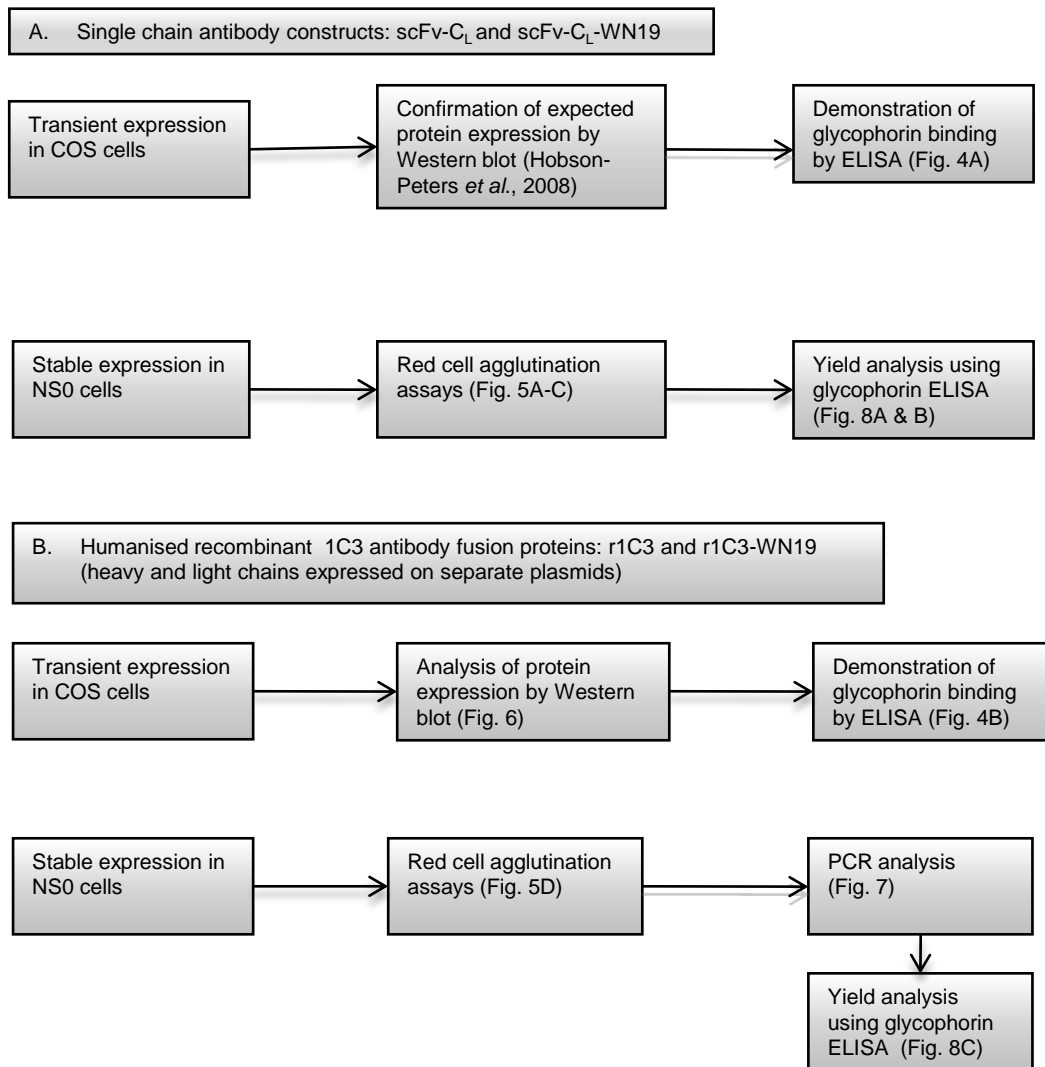 A. Single chain antibody constructs: scFv-CL and scFv-CL-WN19
Transient expression
in COS cells
Confirmation of expected
protein expression by
Western blot (Hobson-
Peters et al., 2008)
Demonstration of
glycophorin binding
by ELISA (Fig. 4A)
Stable expression in
NS0 cells
Red cell agglutination
assays (Fig. 5A-C)
Yield analysis using
glycophorin ELISA
(Fig. 8A & B)
B. Humanised recombinant 1C3 antibody fusion proteins: r1C3 and r1C3-WN19
(heavy and light chains expressed on separate plasmids)
Transient expression
in COS cells
Analysis of protein
expression by Western
blot (Fig. 6)
Demonstration of
glycophorin binding
by ELISA (Fig. 4B)
Stable expression in
NS0 cells
Red cell agglutination
assays (Fig. 5D)
PCR analysis
(Fig. 7)
Yield analysis
using glycophorin
ELISA (Fig. 8C)